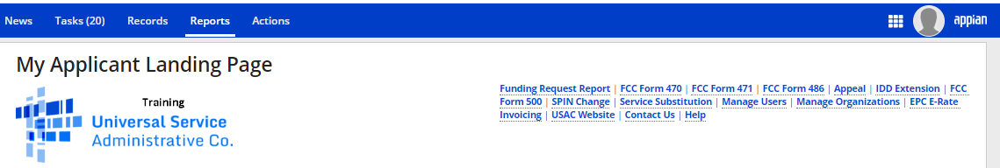 News Tasks (20) Records Reports Actions appian
My Applicant Landing Page
Training
Universal Service
Administrative Co.
Funding Request Report | FCC Form 470 | FCC Form 471 | FCC Form 486 | Appeal | IDD Extension | FCC
Form 500 | SPIN Change | Service Substitution | Manage Users | Manage Organizations | EPC E-Rate
Invoicing | USAC Website | Contact Us | Help